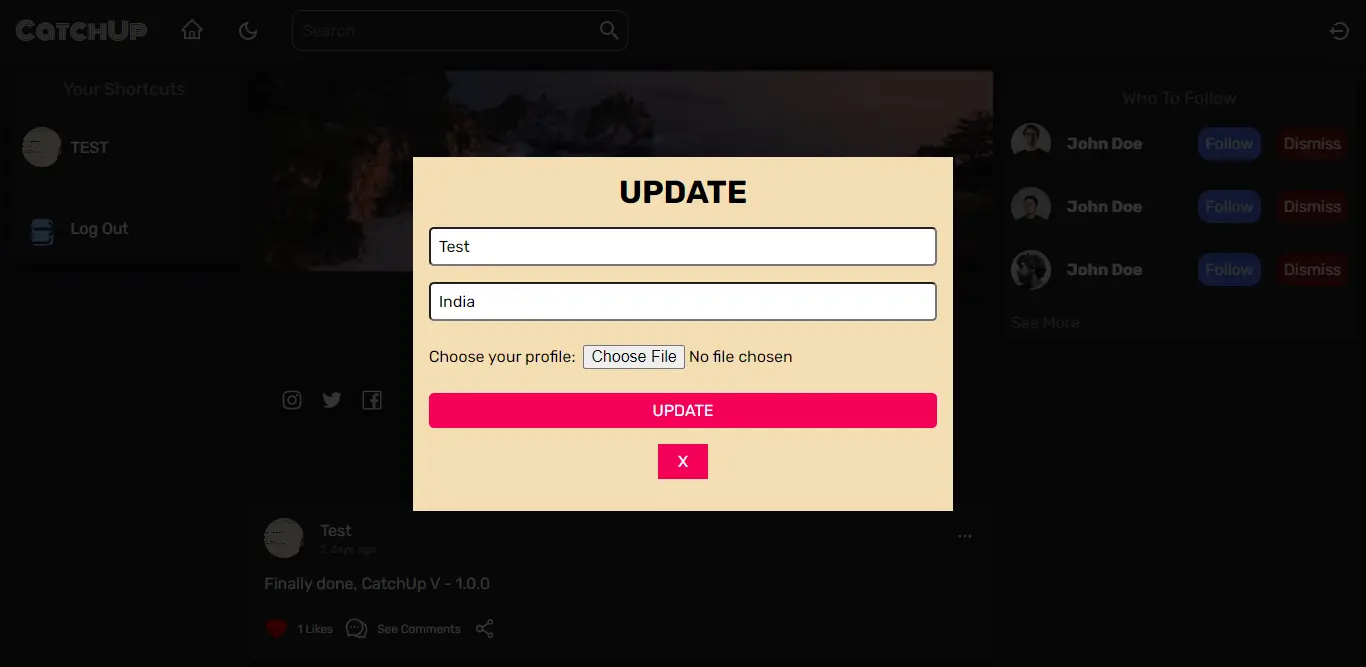 CatchUp
Search
Your Shortcuts
TEST
Log Out
Who To Follow
John Doe Follow Dismiss
John Doe Follow Dismiss
John Doe Follow Dismiss
See More
UPDATE
Test
India
Choose your profile: Choose File No file chosen
UPDATE
X
Test
2 days ago
Finally done, CatchUp V - 1.0.0
1 Likes See Comments